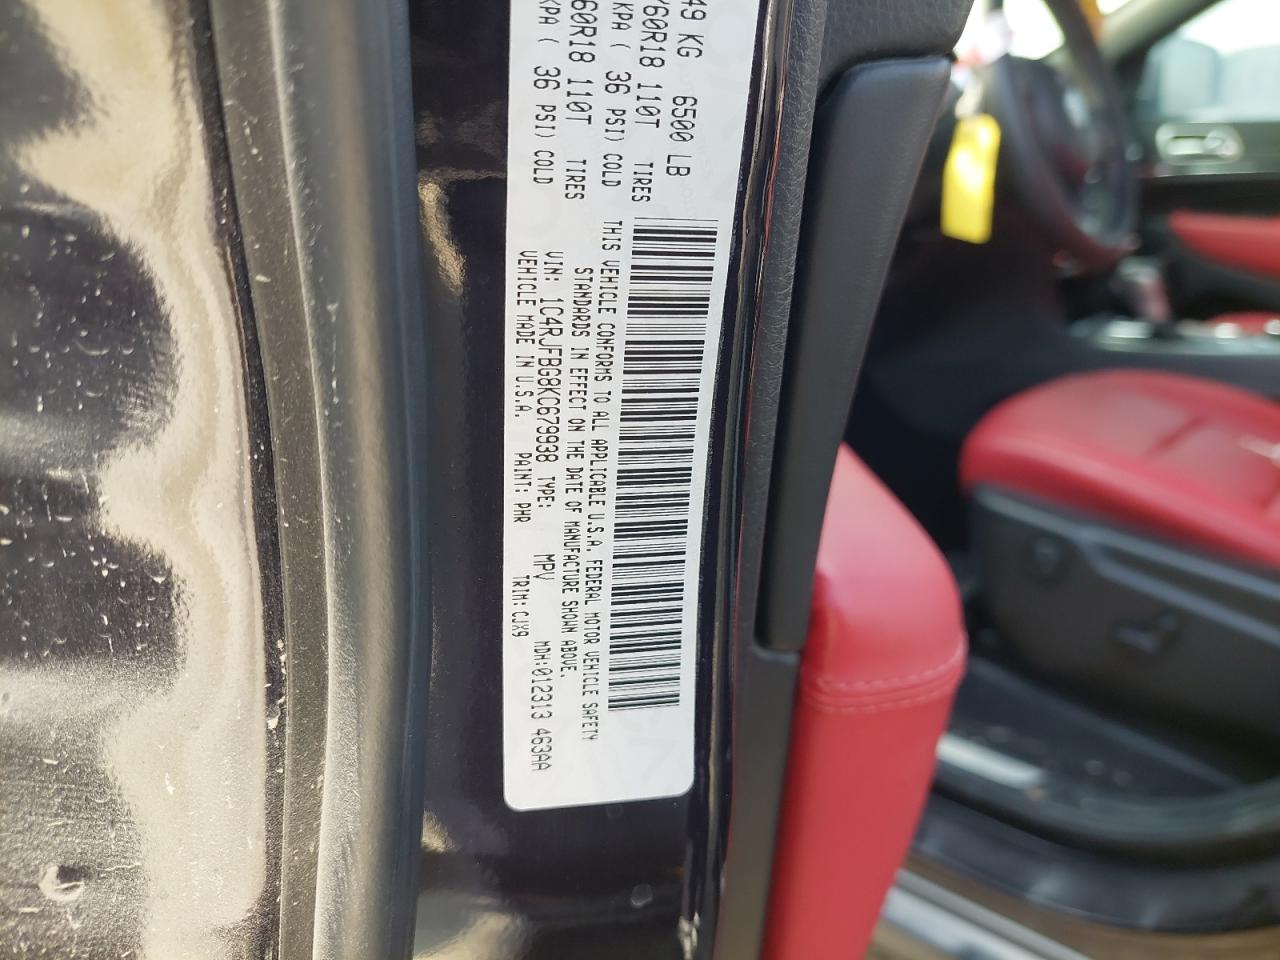 49 KG 6500 LB
/60R18 110T TIRES
KPA ( 36 PSI) COLD
60R18 110T TIRES
KPA ( 36 PSI) COLD
THIS VEHICLE CONFORMS TO ALL APPLICABLE U.S.A. FEDERAL MOTOR VEHICLE SAFETY
STANDARDS IN EFFECT ON THE DATE OF MANUFACTURE SHOWN ABOVE.
VIN: 1C4RJFBG8KC679938 TYPE: MPV MDH:012313 463AA
VEHICLE MADE IN U.S.A. PAINT: PHR TRIM: CJX9